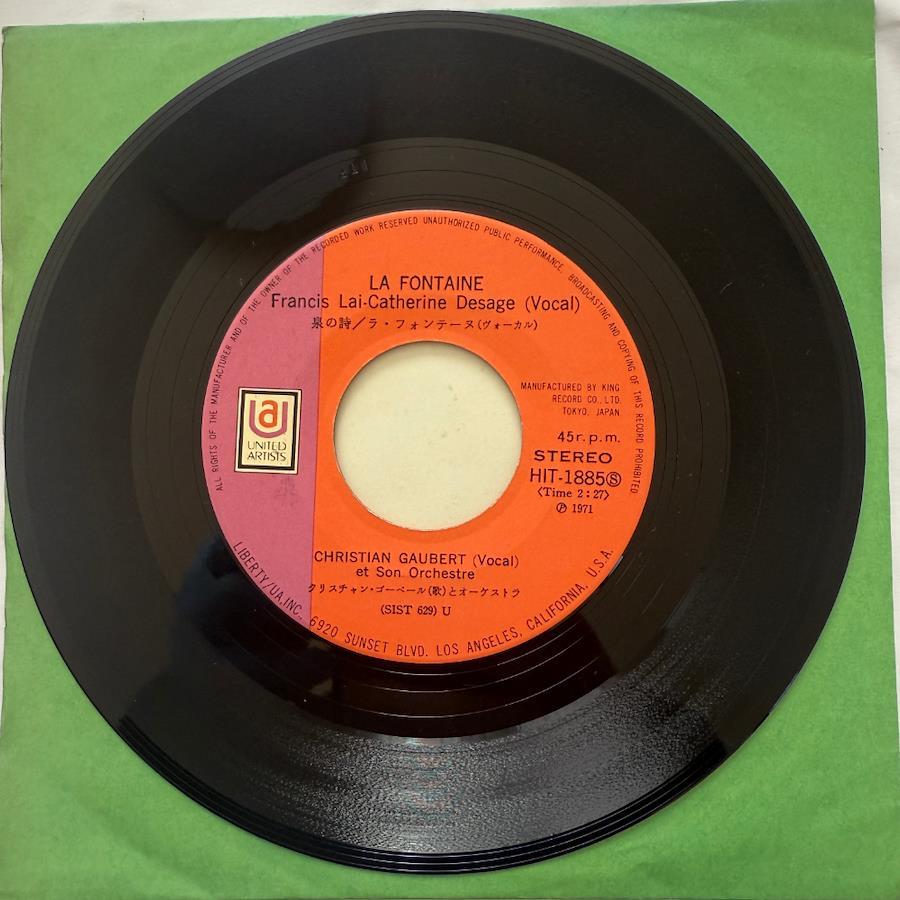 ALL RIGHTS OF THE MANUFACTURER AND OF THE OWNER OF THE RECORDED WORK RESERVED UNAUTHORIZED PUBLIC PERFORMANCE. BROADCASTING AND COPYING OF THIS RECORD PROHIBITED
LA FONTAINE
Francis Lai-Catherine Desage (Vocal)
泉の詩／ラ・フォンテーヌ(ヴォーカル)
MANUFACTURED BY KING
RECORD CO., LTD.
TOKYO, JAPAN
UA
UNITED
ARTISTS
45r.p.m.
STEREO
HIT-1885Ⓢ
〈Time 2:27〉
Ⓟ 1971
CHRISTIAN GAUBERT (Vocal)
et Son Orchestre
クリスチャン・ゴーベール(歌)とオーケストラ
(SIST 629) U
LIBERTY/UA, INC. 6920 SUNSET BLVD. LOS ANGELES, CALIFORNIA, U.S.A.